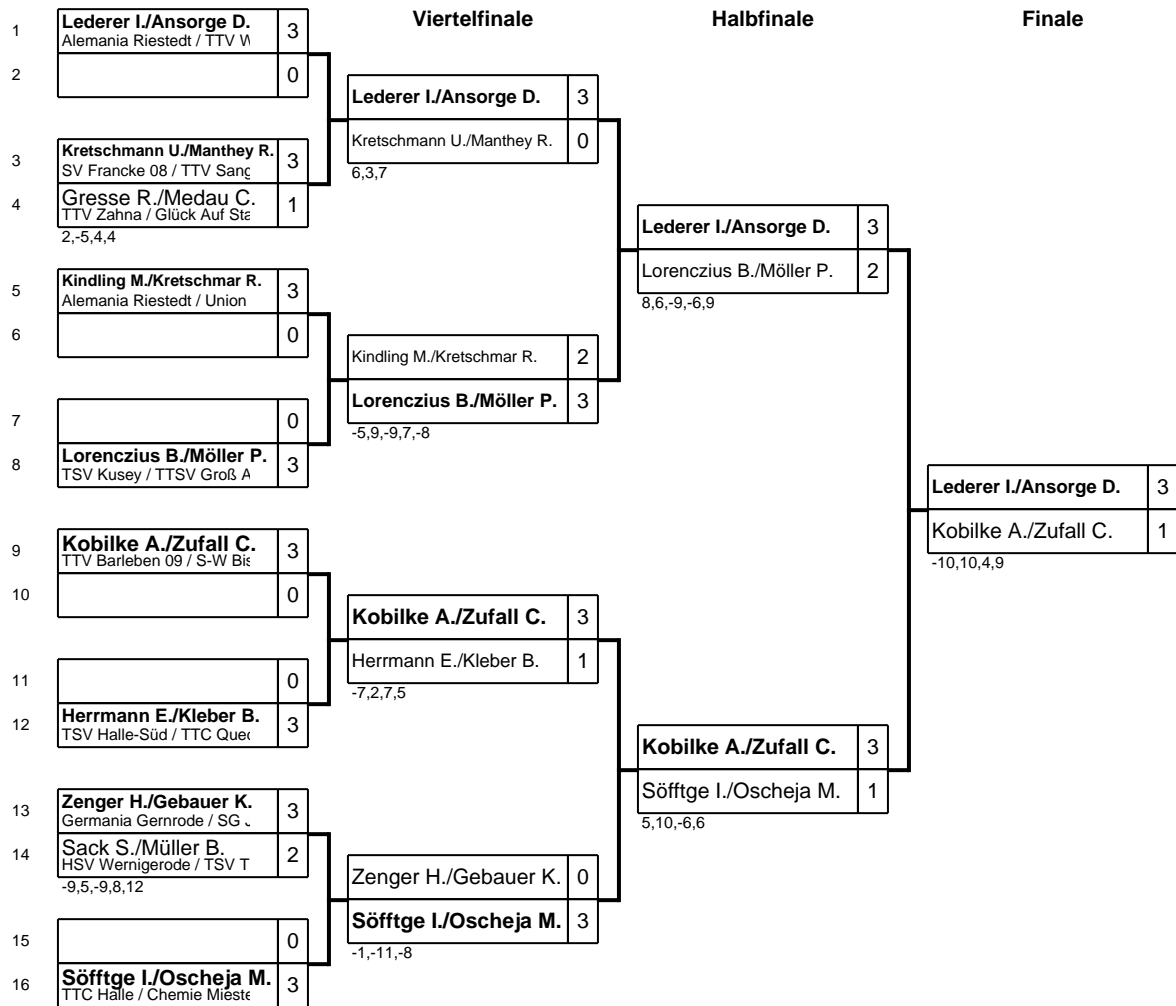 Viertelfinale Halbfinale Finale
1 Lederer I./Ansorge D. 3
Alemania Riestedt / TTV
2 0
3 Kretschmann U./Manthey R. 3
SV Francke 08 / TTV Sang
4 Gresse R./Medau C. 1
TTV Zahna / Glück Auf Sta
2,-5,4,4
5 Kindling M./Kretschmar R. 3
Alemania Riestedt / Union
6 0
7 0
8 Lorenczius B./Möller P. 3
TSV Kusey / TTSV Groß A
9 Kobilke A./Zufall C. 3
TTV Barleben 09 / S-W Bis
10 0
11 0
12 Herrmann E./Kleber B. 3
TSV Halle-Süd / TTC Qued
13 Zenger H./Gebauer K. 3
Germania Gernrode / SG
14 Sack S./Müller B. 2
HSV Wernigerode / TSV T
-9,5,-9,8,12
15 0
16 Söfftge I./Oscheja M. 3
TTC Halle / Chemie Mieste
Lederer I./Ansorge D. 3
Kretschmann U./Manthey R. 0
6,3,7
Kindling M./Kretschmar R. 2
Lorenczius B./Möller P. 3
-5,9,-9,7,-8
Kobilke A./Zufall C. 3
Herrmann E./Kleber B. 1
-7,2,7,5
Zenger H./Gebauer K. 0
Söfftge I./Oscheja M. 3
-1,-11,-8
Lederer I./Ansorge D. 3
Lorenczius B./Möller P. 2
8,6,-9,-6,9
Kobilke A./Zufall C. 3
Söfftge I./Oscheja M. 1
5,10,-6,6
Lederer I./Ansorge D. 3
Kobilke A./Zufall C. 1
-10,10,4,9